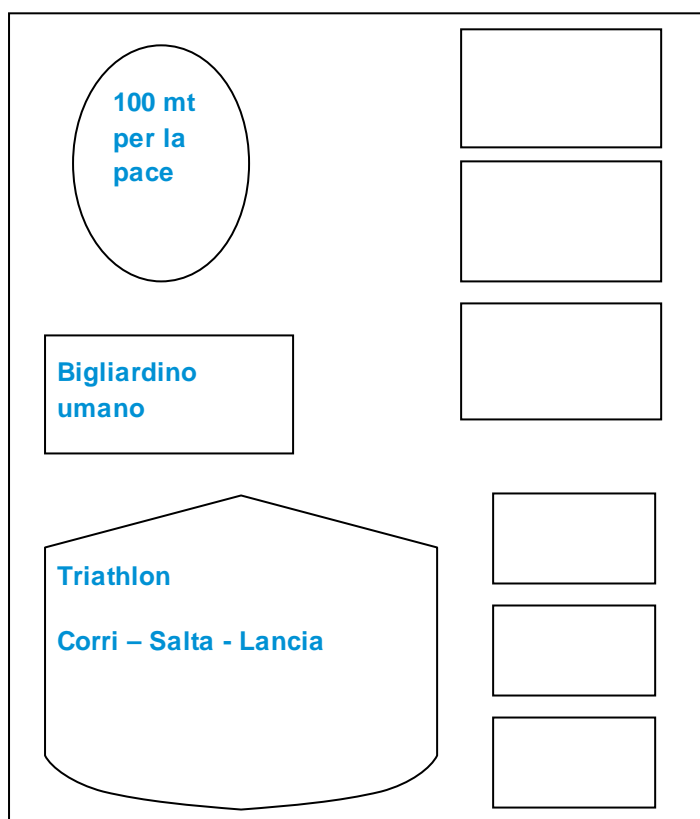 100 mt
per la
pace
Bigliardino
umano
Triathlon
Corri – Salta - Lancia